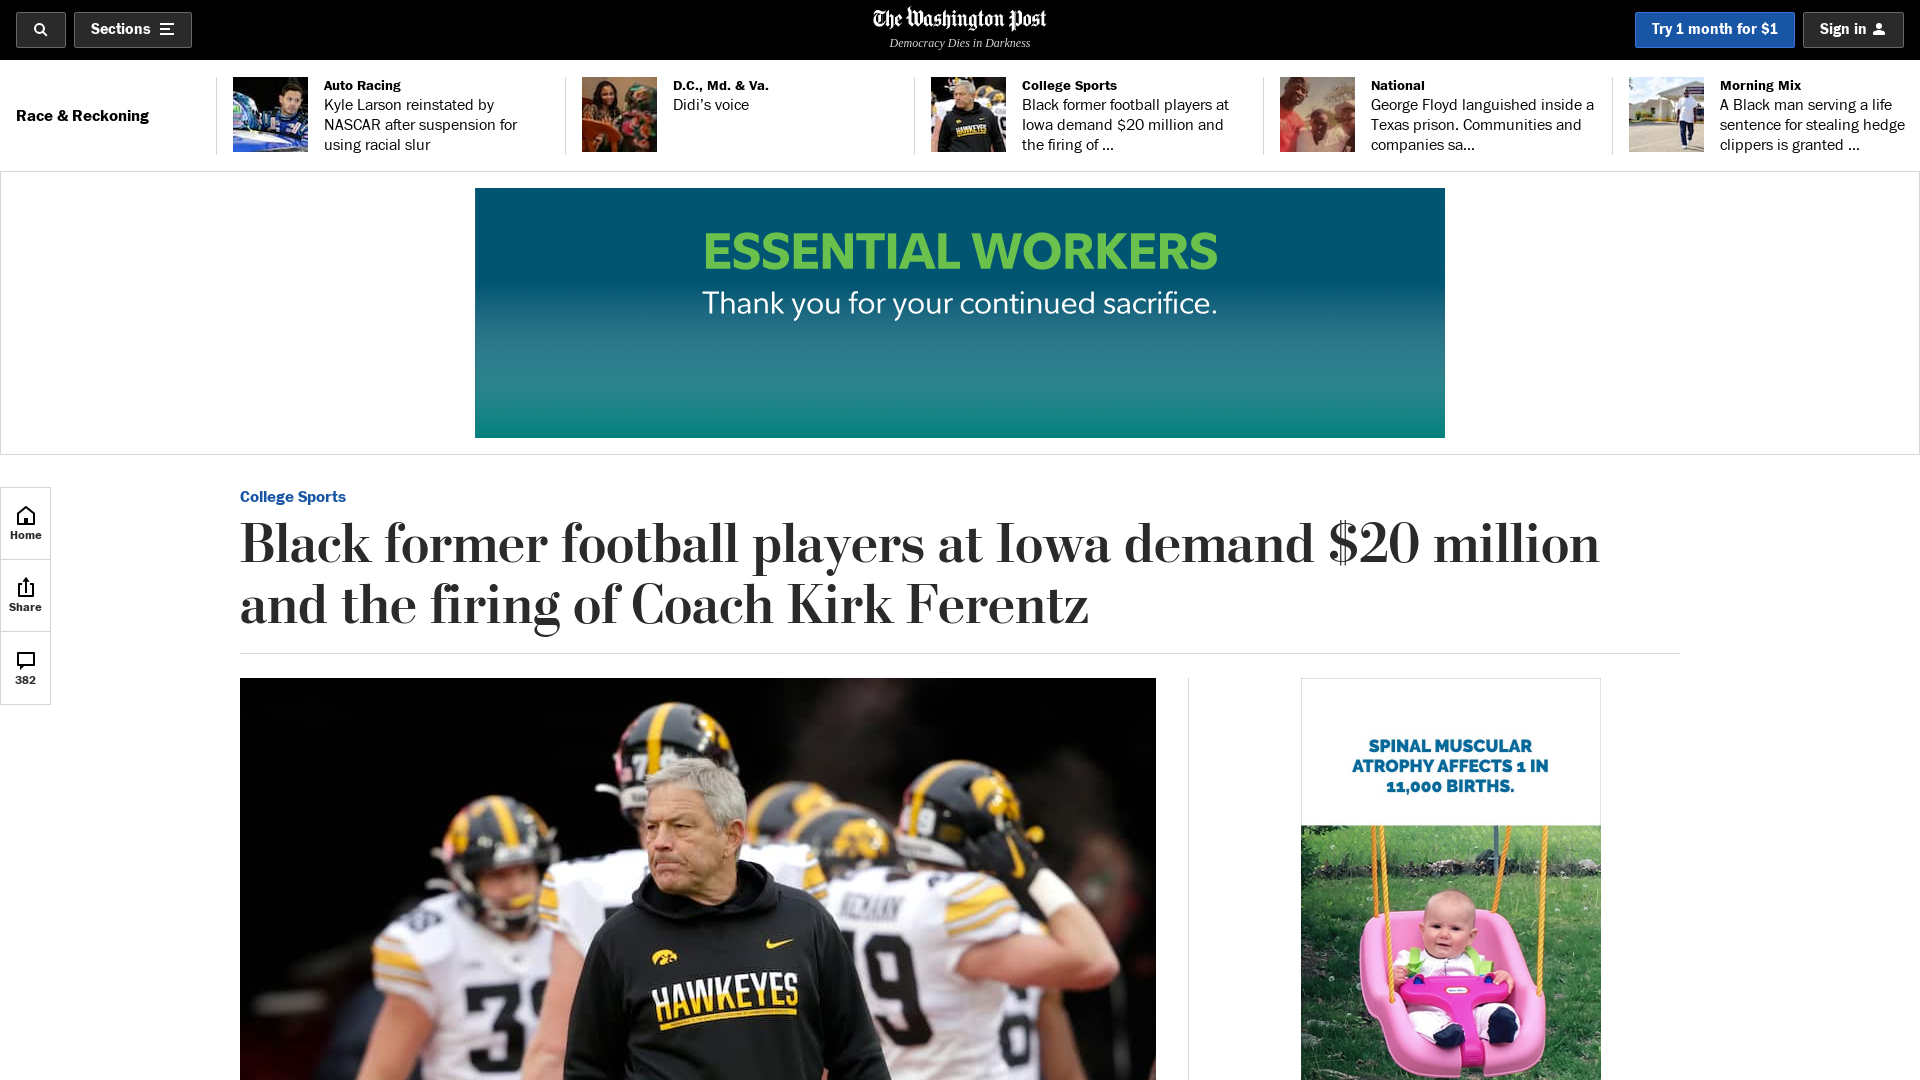 Sections
The Washington Post
Democracy Dies in Darkness
Try 1 month for $1
Sign in
Race & Reckoning
Auto Racing
Kyle Larson reinstated by
NASCAR after suspension for
using racial slur
D.C., Md. & Va.
Didi’s voice
College Sports
Black former football players at
Iowa demand $20 million and
the firing of ...
National
George Floyd languished inside a
Texas prison. Communities and
companies sa...
Morning Mix
A Black man serving a life
sentence for stealing hedge
clippers is granted ...
ESSENTIAL WORKERS
Thank you for your continued sacrifice.
Home
Share
382
College Sports
Black former football players at Iowa demand $20 million
and the firing of Coach Kirk Ferentz
HAWKEYES
NIEMANN
SPINAL MUSCULAR
ATROPHY AFFECTS 1 IN
11,000 BIRTHS.